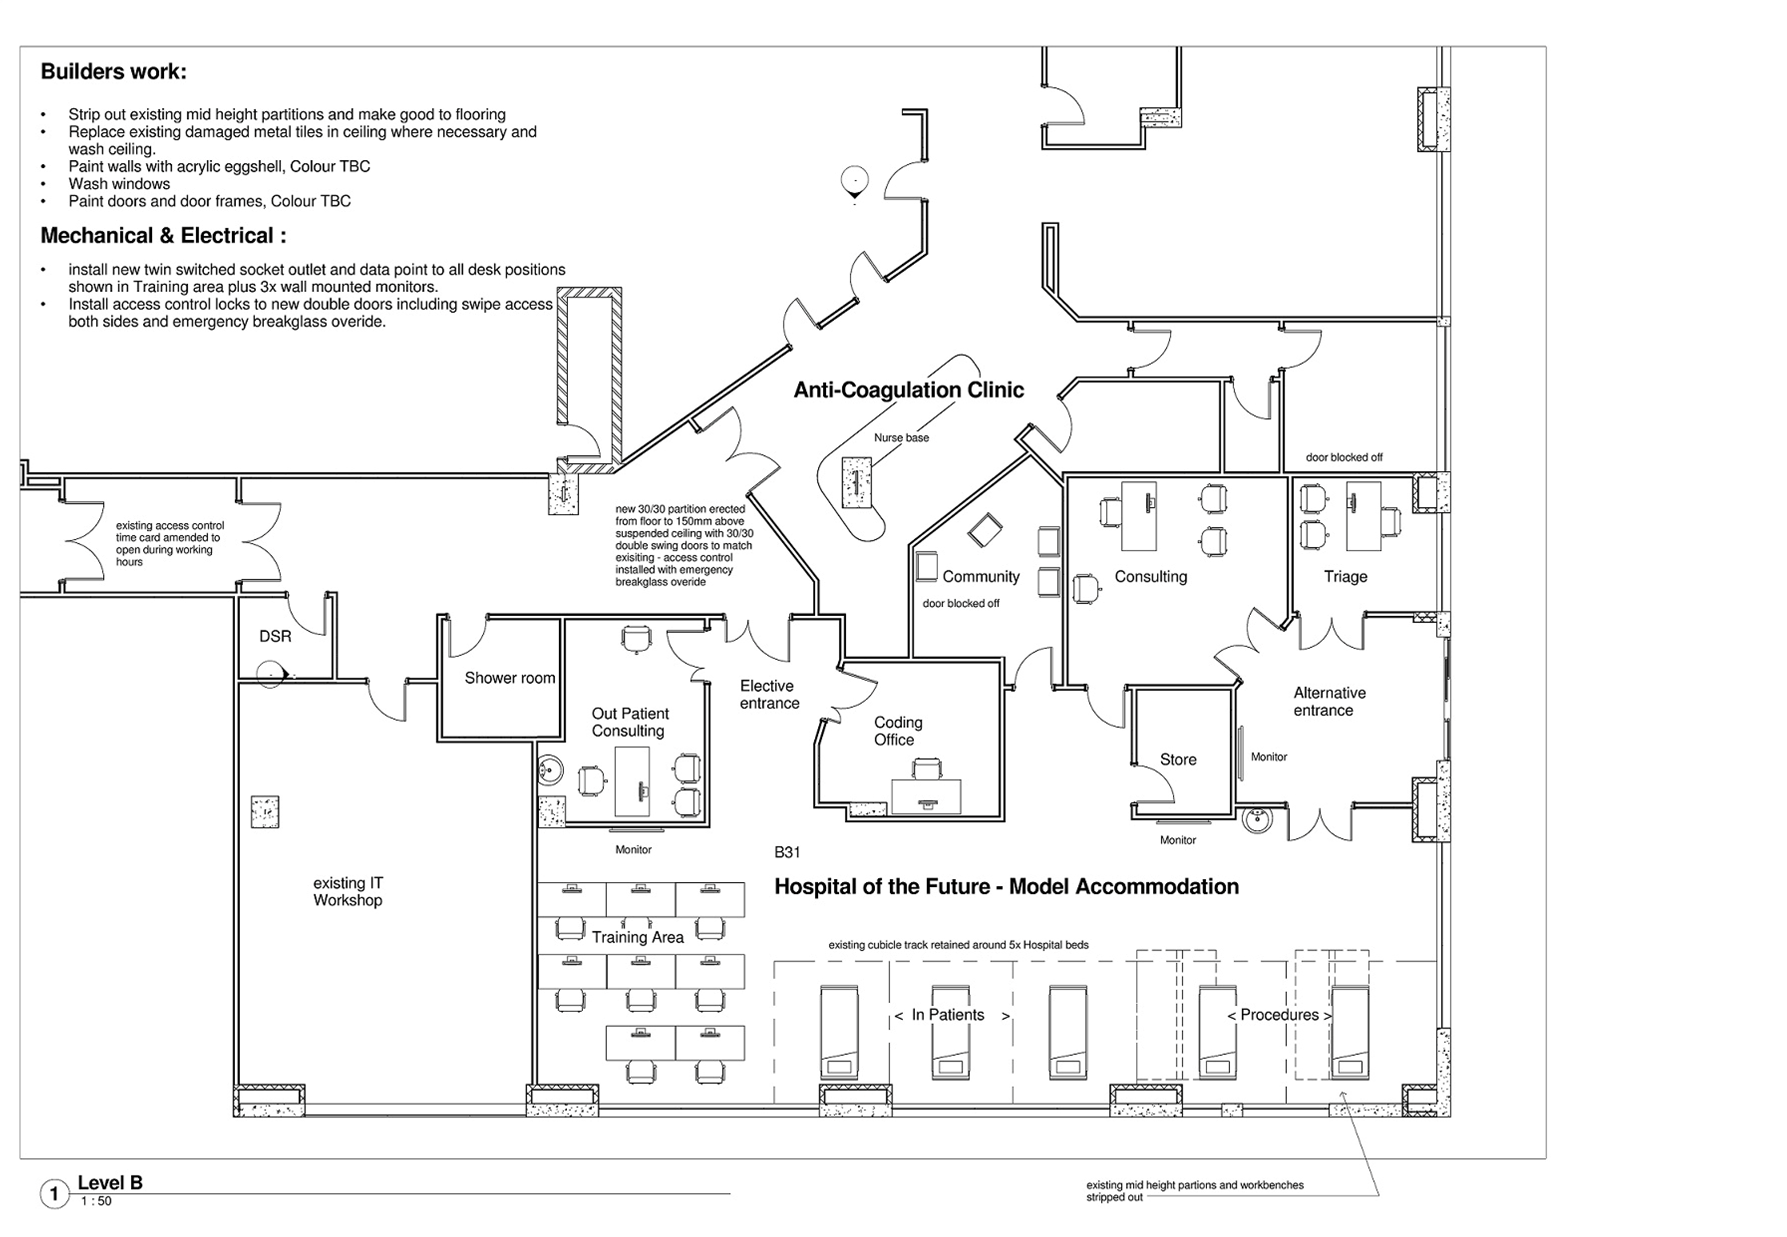 Builders work:
• Strip out existing mid height partitions and make good to flooring
• Replace existing damaged metal tiles in ceiling where necessary and
wash ceiling.
• Paint walls with acrylic eggshell, Colour TBC
• Wash windows
• Paint doors and door frames, Colour TBC
Mechanical & Electrical :
• install new twin switched socket outlet and data point to all desk positions
shown in Training area plus 3x wall mounted monitors.
• Install access control locks to new double doors including swipe access
both sides and emergency breakglass overide.
Anti-Coagulation Clinic
Nurse base
door blocked off
existing access control
time card amended to
open during working
hours
new 30/30 partition erected
from floor to 150mm above
suspended ceiling with 30/30
double swing doors to match
exisiting - access control
installed with emergency
breakglass overide
Community
door blocked off
Consulting
Triage
DSR
Shower room
Out Patient
Consulting
Elective
entrance
Coding
Office
Alternative
entrance
Store
Monitor
Monitor
Monitor
B31
Hospital of the Future - Model Accommodation
existing IT
Workshop
Training Area
existing cubicle track retained around 5x Hospital beds
< In Patients >
< Procedures >
1
Level B
1 : 50
existing mid height partions and workbenches
stripped out